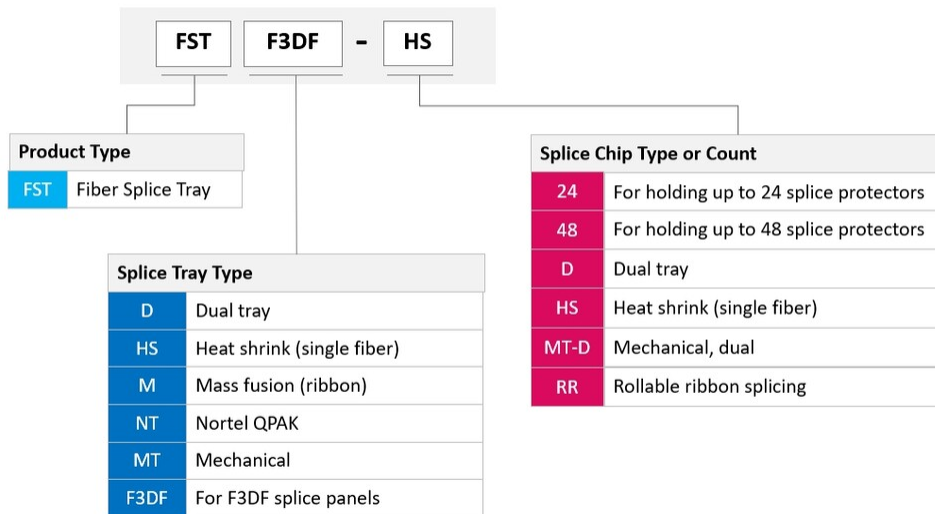 FST F3DF - HS
Product Type
FST Fiber Splice Tray
Splice Tray Type
D Dual tray
HS Heat shrink (single fiber)
M Mass fusion (ribbon)
NT Nortel QPAK
MT Mechanical
F3DF For F3DF splice panels
Splice Chip Type or Count
24 For holding up to 24 splice protectors
48 For holding up to 48 splice protectors
D Dual tray
HS Heat shrink (single fiber)
MT-D Mechanical, dual
RR Rollable ribbon splicing